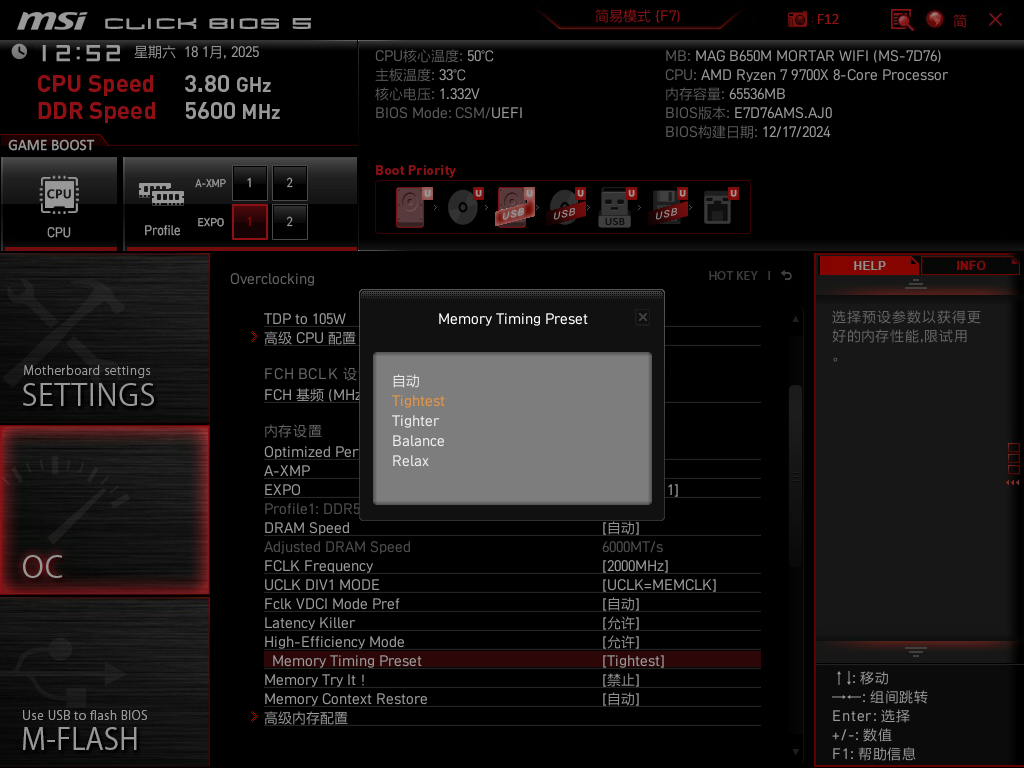 msi CLICK BIOS 5
简易模式 (F7)
F12
简
12:52 星期六 18 1月, 2025
CPU Speed 3.80 GHz
DDR Speed 5600 MHz
CPU核心温度: 50°C
主板温度: 33°C
核心电压: 1.332V
BIOS Mode: CSM/UEFI
MB: MAG B650M MORTAR WIFI (MS-7D76)
CPU: AMD Ryzen 7 9700X 8-Core Processor
内存容量: 65536MB
BIOS版本: E7D76AMS.AJ0
BIOS构建日期: 12/17/2024
GAME BOOST
CPU
CPU
Profile
A-XMP 1 2
EXPO 1 2
Boot Priority
U U U U U U U
USB USB USB USB
Motherboard settings
SETTINGS
OC
Use USB to flash BIOS
M-FLASH
Overclocking
HOT KEY
TDP to 105W
高级 CPU 配置
FCH BCLK
FCH 基频 (MHz
内存设置
Optimized Per
A-XMP
EXPO 1]
Profile1: DDR5
DRAM Speed [自动]
Adjusted DRAM Speed 6000MT/s
FCLK Frequency [2000MHz]
UCLK DIV1 MODE [UCLK=MEMCLK]
Fclk VDCI Mode Pref [自动]
Latency Killer [允许]
High-Efficiency Mode [允许]
Memory Timing Preset [Tightest]
Memory Try It ! [禁止]
Memory Context Restore [自动]
高级内存配置
Memory Timing Preset
自动
Tightest
Tighter
Balance
Relax
HELP INFO
选择预设参数以获得更
好的内存性能,限试用
。
↑↓: 移动
→←: 组间跳转
Enter: 选择
+/-: 数值
F1: 帮助信息